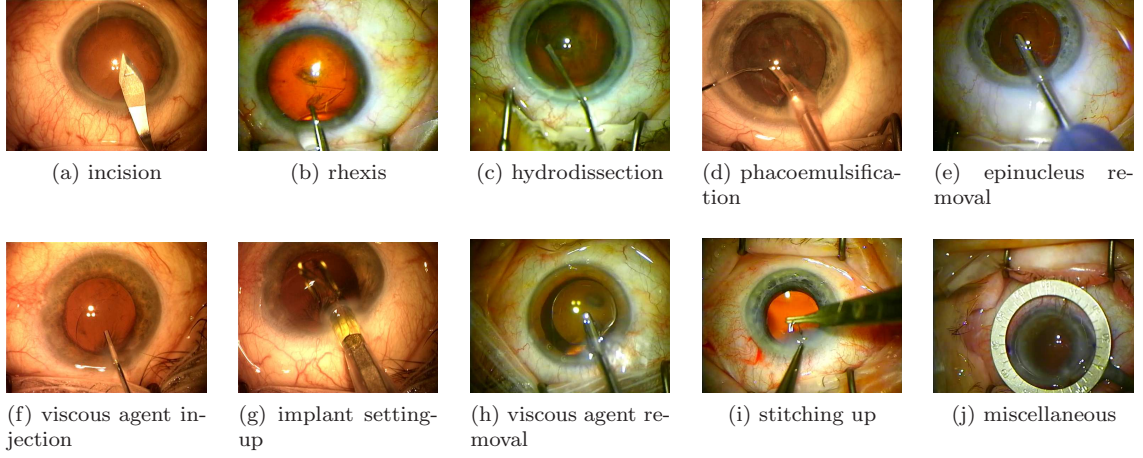 (a) incision
(b) rhexis
(c) hydrodissection
(d) phacoemulsifica-
tion
(e) epinucleus re-
moval
(f) viscous agent in-
jection
(g) implant setting-
up
(h) viscous agent re-
moval
(i) stitching up
(j) miscellaneous